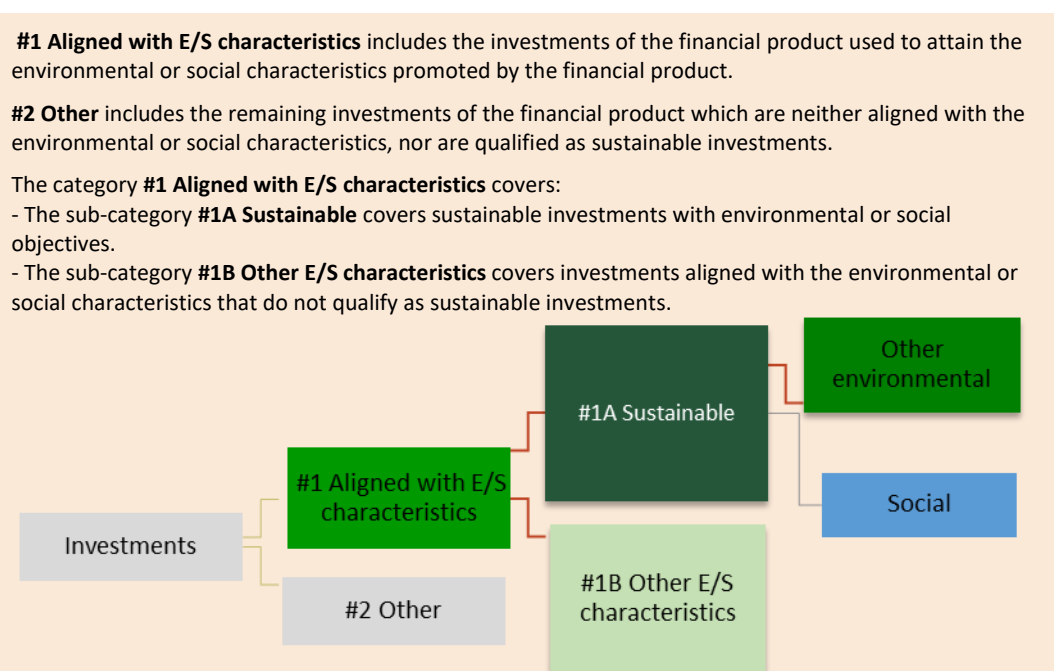 #1 Aligned with E/S characteristics includes the investments of the financial product used to attain the
environmental or social characteristics promoted by the financial product.
#2 Other includes the remaining investments of the financial product which are neither aligned with the
environmental or social characteristics, nor are qualified as sustainable investments.
The category #1 Aligned with E/S characteristics covers:
- The sub-category #1A Sustainable covers sustainable investments with environmental or social
objectives.
- The sub-category #1B Other E/S characteristics covers investments aligned with the environmental or
social characteristics that do not qualify as sustainable investments.
Investments
#1 Aligned with E/S
characteristics
#2 Other
#1A Sustainable
#1B Other E/S
characteristics
Other
environmental
Social